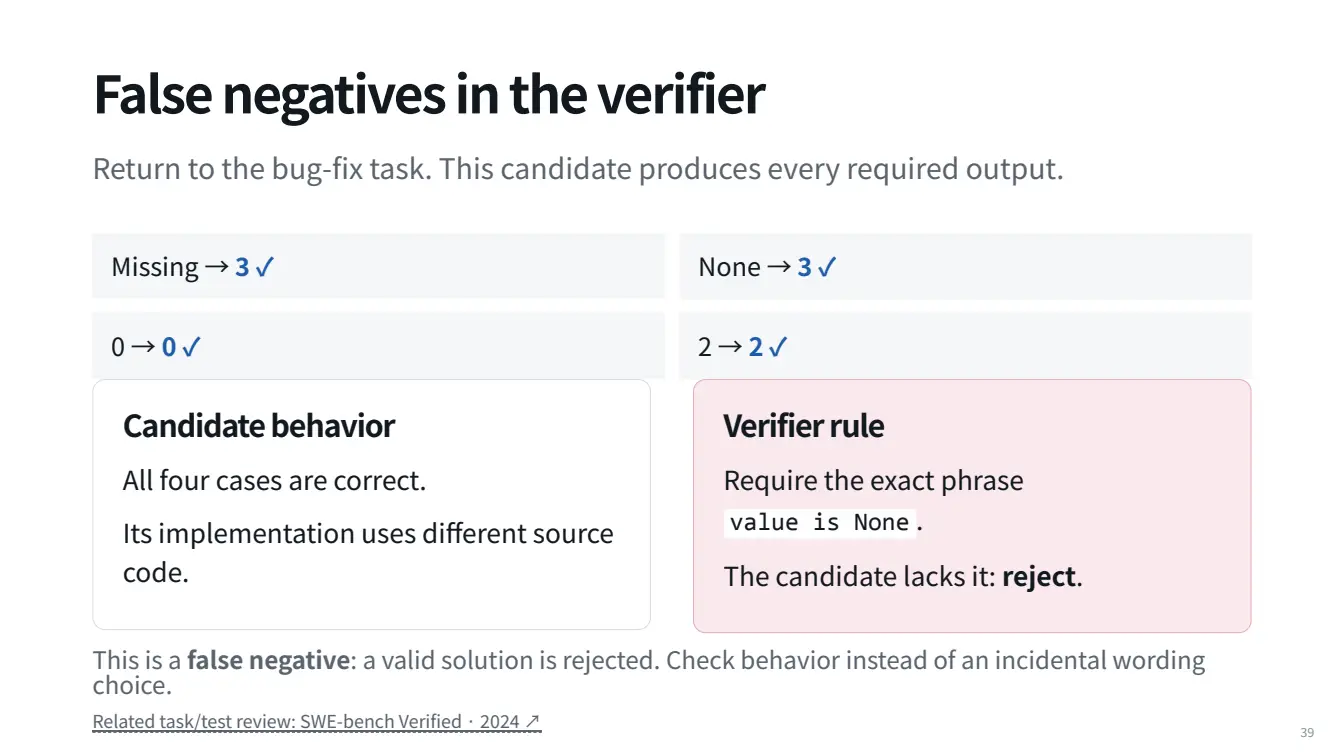 False negatives in the verifier
Return to the bug-fix task. This candidate produces every required output.
Missing → 3 ✓
None → 3 ✓
0 → 0 ✓
2 → 2 ✓
Candidate behavior
All four cases are correct.
Its implementation uses different source
code.
Verifier rule
Require the exact phrase
value is None.
The candidate lacks it: reject.
This is a false negative: a valid solution is rejected. Check behavior instead of an incidental wording
choice.
Related task/test review: SWE-bench Verified · 2024 ↗
39